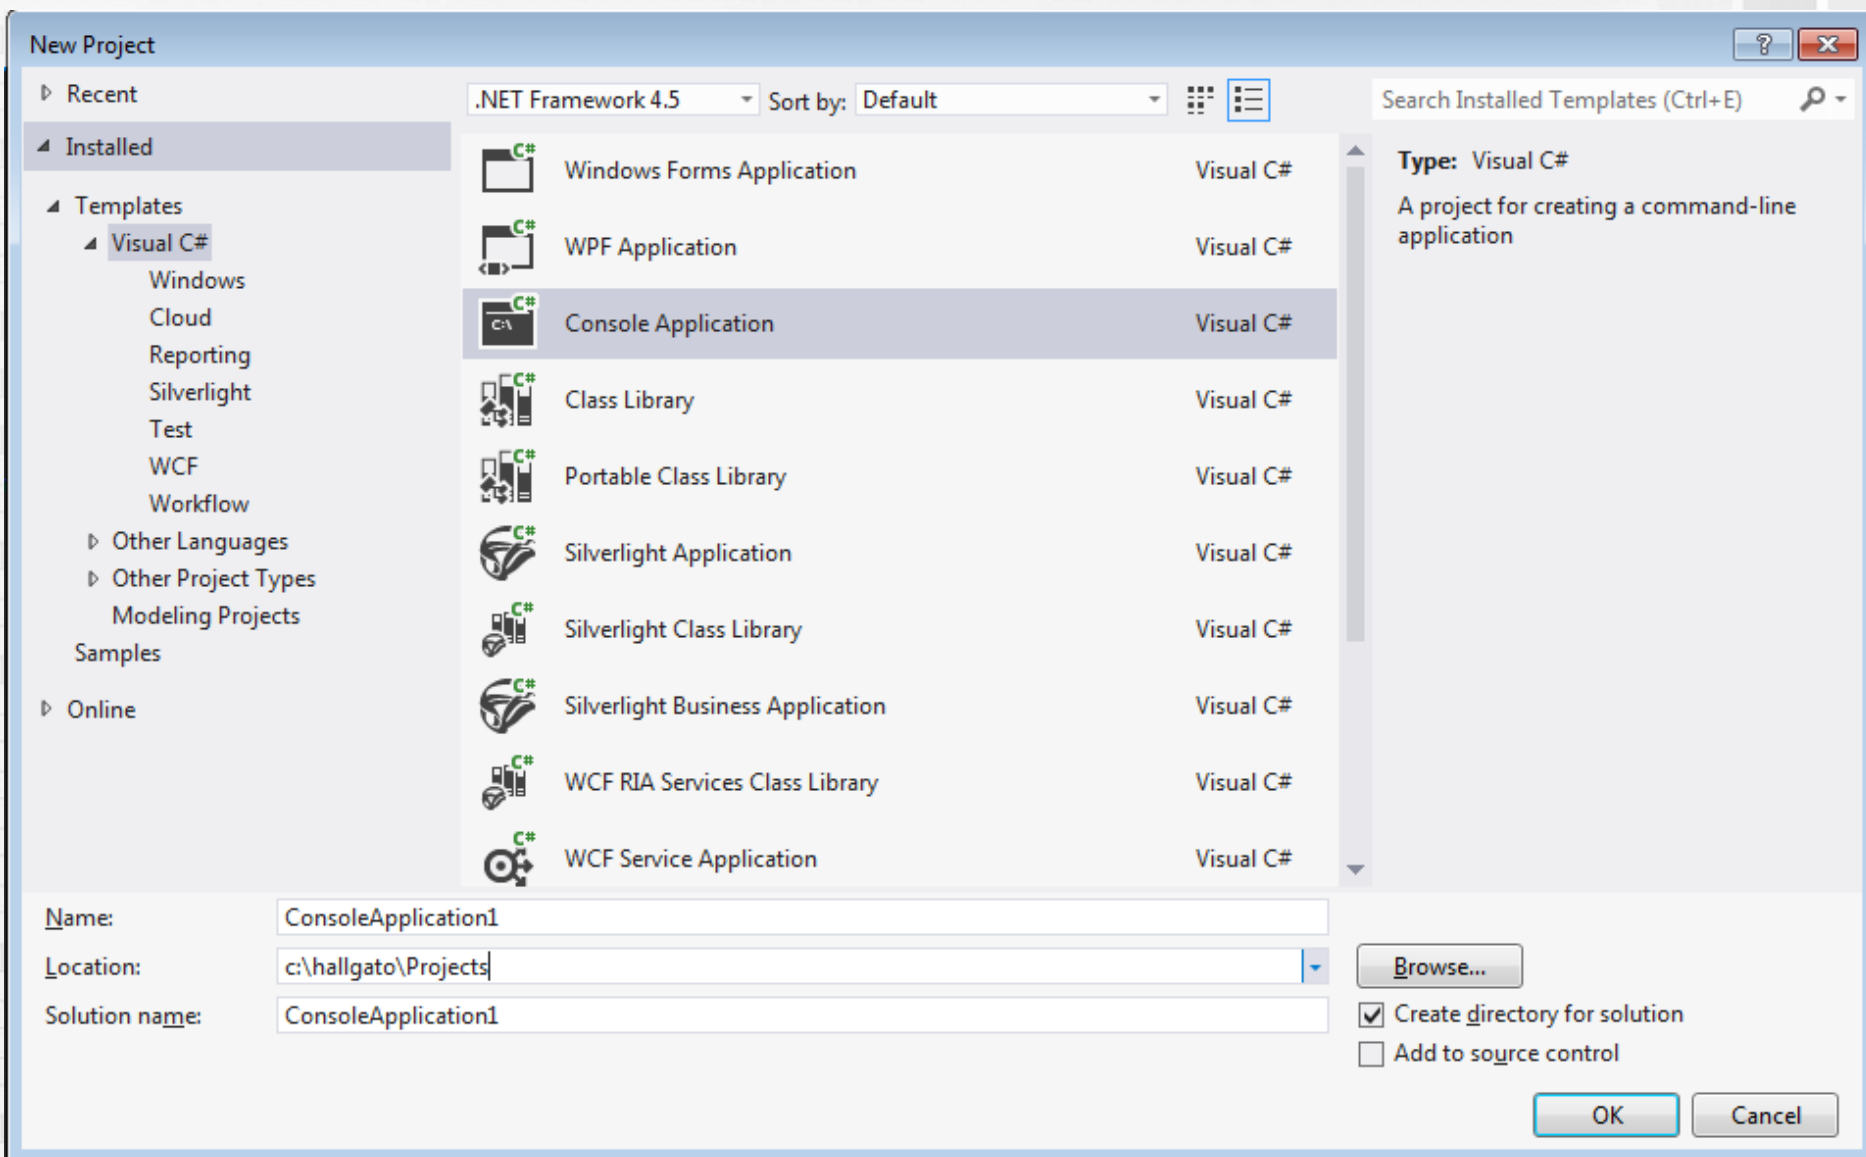 New Project
Recent
Installed
Templates
Visual C#
Windows
Cloud
Reporting
Silverlight
Test
WCF
Workflow
Other Languages
Other Project Types
Modeling Projects
Samples
Online
.NET Framework 4.5 Sort by: Default
Windows Forms Application Visual C#
WPF Application Visual C#
Console Application Visual C#
Class Library Visual C#
Portable Class Library Visual C#
Silverlight Application Visual C#
Silverlight Class Library Visual C#
Silverlight Business Application Visual C#
WCF RIA Services Class Library Visual C#
WCF Service Application Visual C#
Search Installed Templates (Ctrl+E)
Type: Visual C#
A project for creating a command-line
application
Name: ConsoleApplication1
Location: c:\hallgato\Projects Browse...
Solution name: ConsoleApplication1
Create directory for solution
Add to source control
OK Cancel